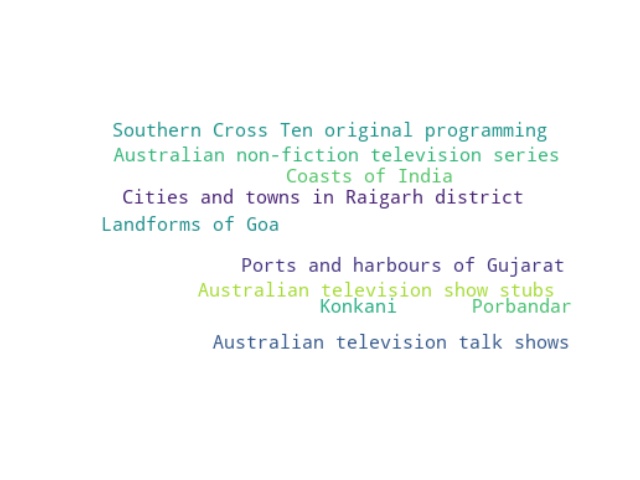 Southern Cross Ten original programming
Australian non-fiction television series
Coasts of India
Cities and towns in Raigarh district
Landforms of Goa
Ports and harbours of Gujarat
Australian television show stubs
Konkani Porbandar
Australian television talk shows